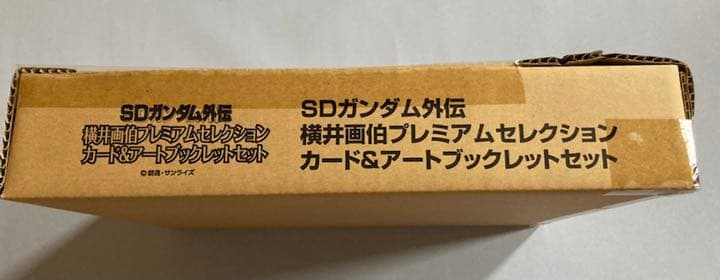 SDガンダム外伝
横井画伯プレミアムセレクション
カード&アートブックレットセット
©創通・サンライズ
SDガンダム外伝
横井画伯プレミアムセレクション
カード&アートブックレットセット